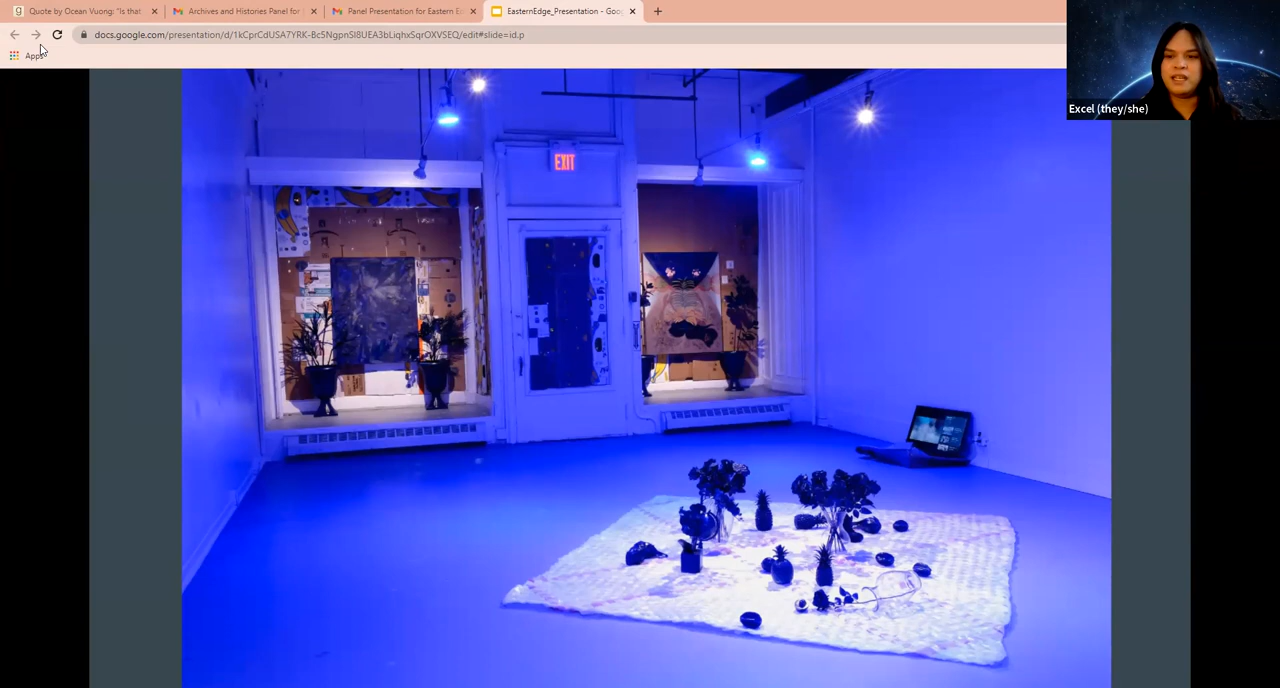 Quote by Ocean Vuong: "Is that
Archives and Histories Panel for
Panel Presentation for Eastern E
EasternEdge_Presentation - Goo
docs.google.com/presentation/d/1kCprCdUSA7YRK-Bc5NgpnSI8UEA3bLiqhxSqrOXVSEQ/edit#slide=id.p
Apps
Excel (they/she)
EXIT